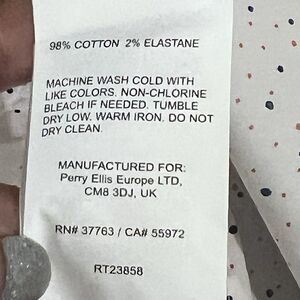 98% COTTON 2% ELASTANE
MACHINE WASH COLD WITH
LIKE COLORS. NON-CHLORINE
BLEACH IF NEEDED. TUMBLE
DRY LOW. WARM IRON. DO NOT
DRY CLEAN.
MANUFACTURED FOR:
Perry Ellis Europe LTD,
CM8 3DJ, UK
RN# 37763 / CA# 55972
RT23858